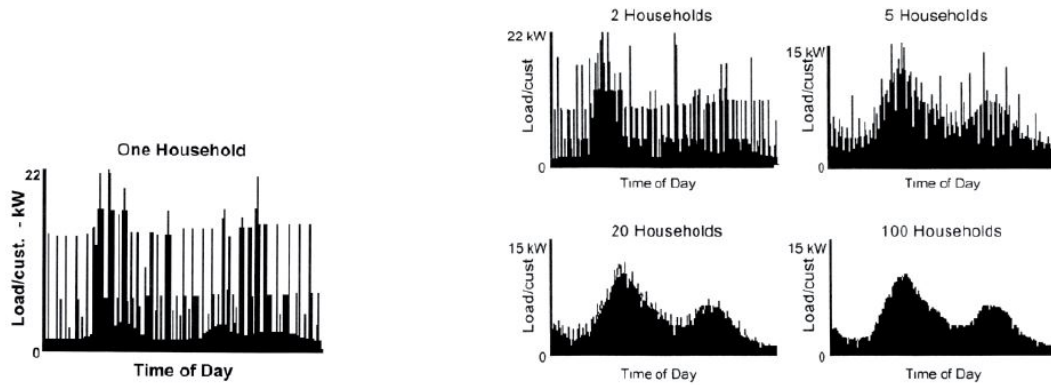 One Household
22
Load/cust. - kW
0
Time of Day
2 Households
22 kW
Load/cust
0
Time of Day
5 Households
15 kW
Load/cust
0
Time of Day
20 Households
15 kW
Load/cust
0
Time of Day
100 Households
15 kW
Load/cust
0
Time of Day